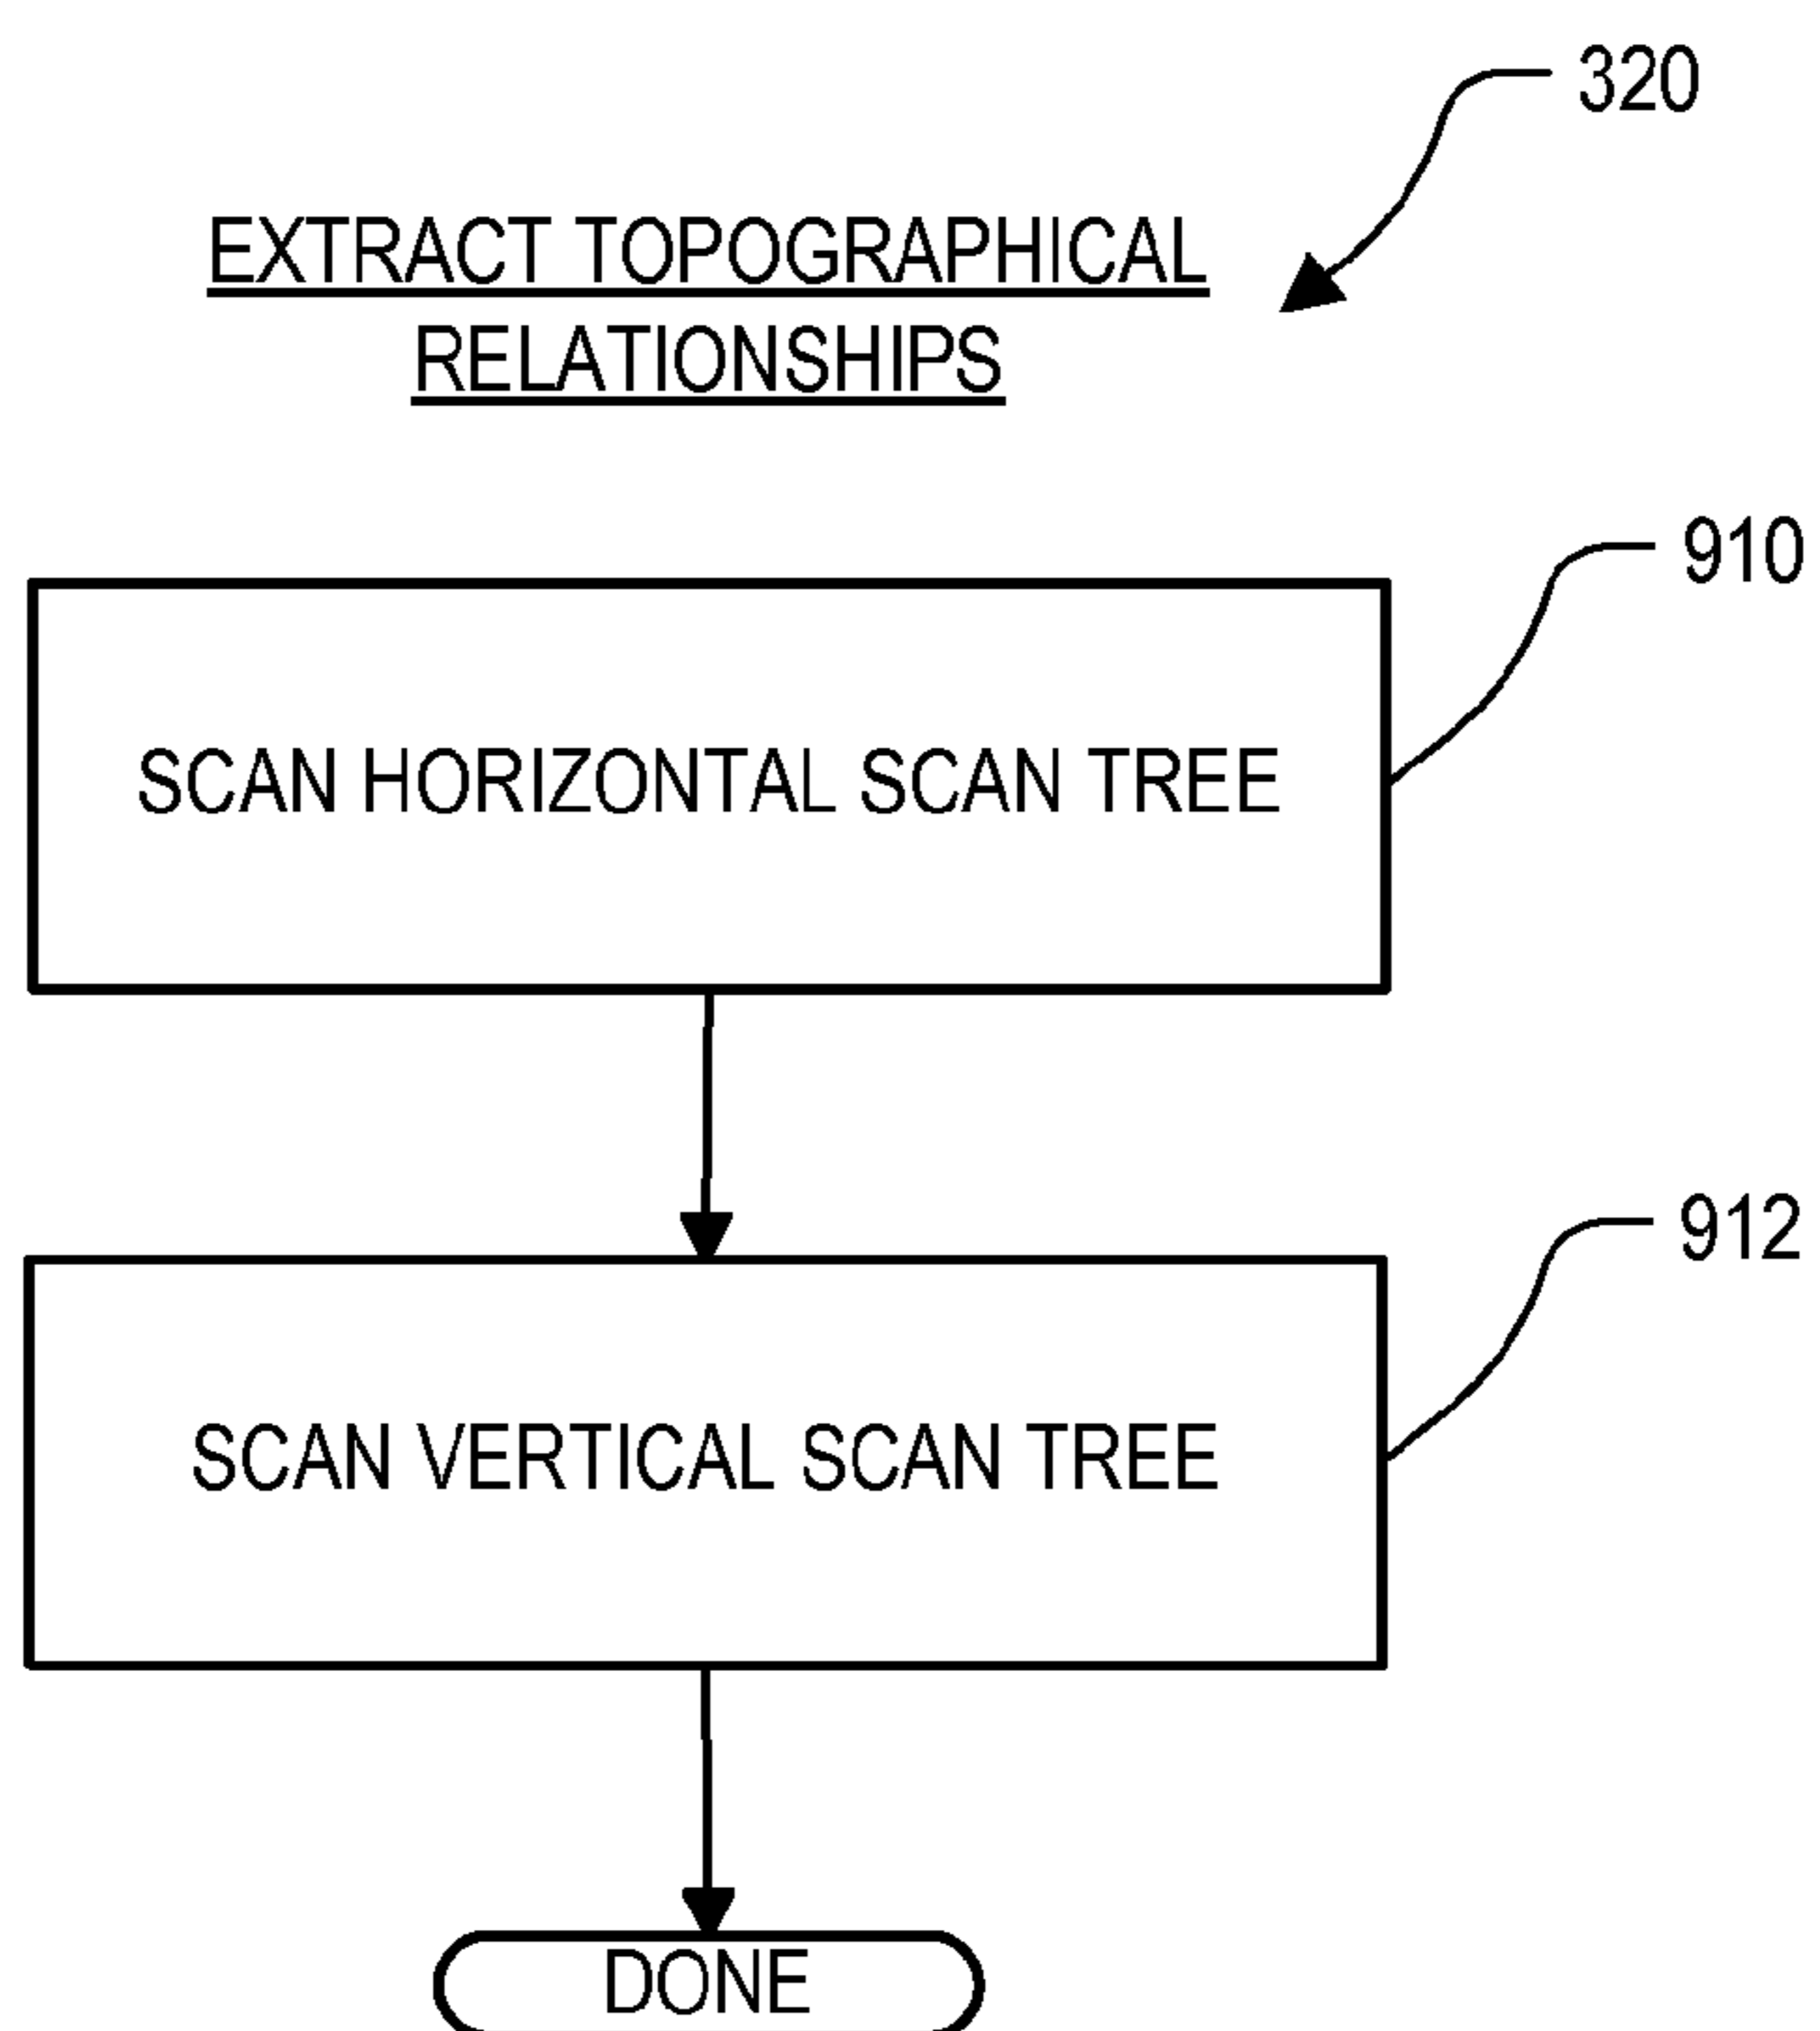 320
EXTRACT TOPOGRAPHICAL
RELATIONSHIPS
910
SCAN HORIZONTAL SCAN TREE
912
SCAN VERTICAL SCAN TREE
DONE